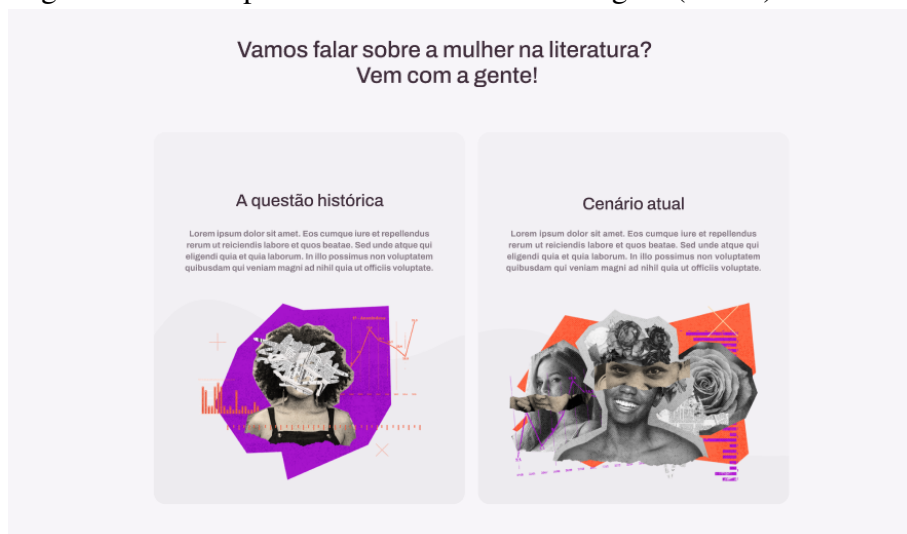 Vamos falar sobre a mulher na literatura?
Vem com a gente!
A questão histórica
Lorem ipsum dolor sit amet. Eos cumque iure et repellendus
rerum ut reiciendis labore et quos beatae. Sed unde atque qui
eligendi quia et quia laborum. In illo possimus non voluptatem
quibusdam qui veniam magni ad nihil quia ut officiis voluptate.
Cenário atual
Lorem ipsum dolor sit amet. Eos cumque iure et repellendus
rerum ut reiciendis labore et quos beatae. Sed unde atque qui
eligendi quia et quia laborum. In illo possimus non voluptatem
quibusdam qui veniam magni ad nihil quia ut officiis voluptate.